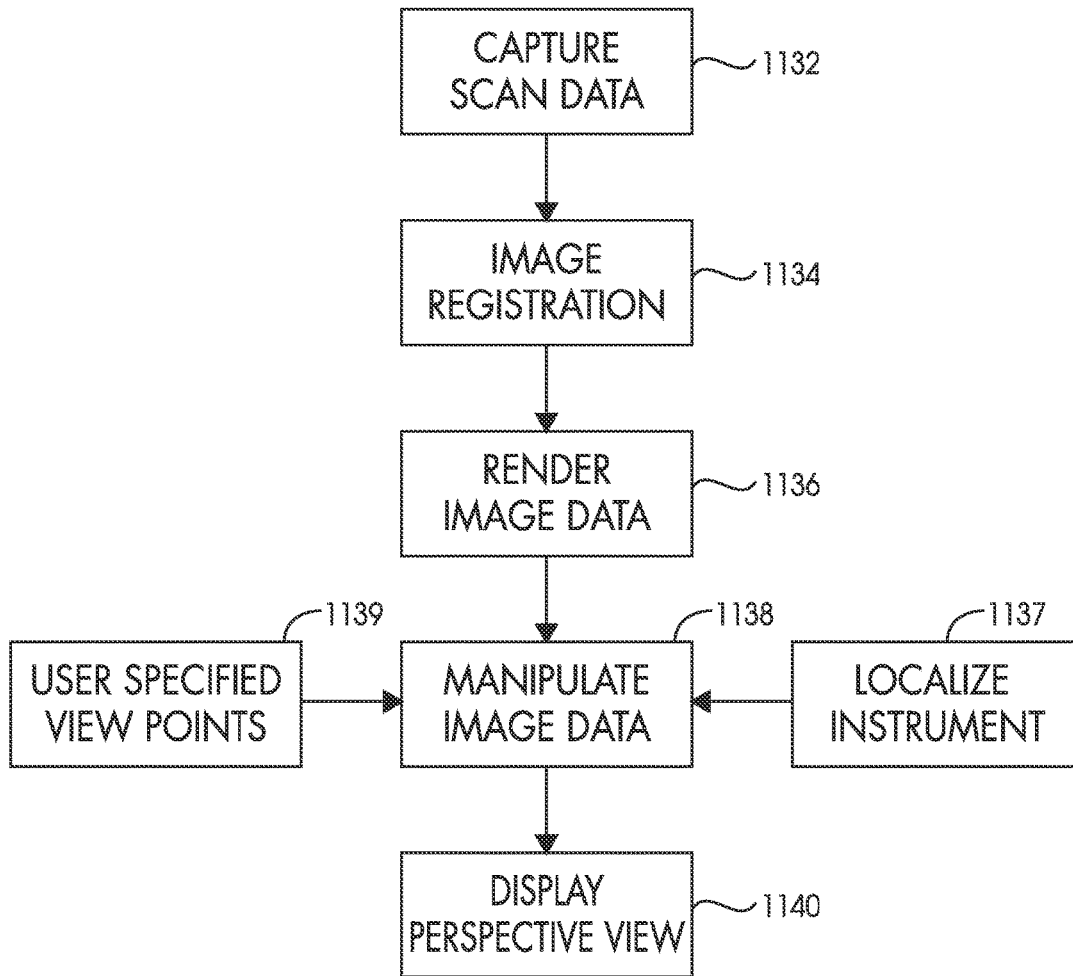 CAPTURE
SCAN DATA
1132
IMAGE
REGISTRATION
1134
RENDER
IMAGE DATA
1136
1139
USER SPECIFIED
VIEW POINTS
1138
MANIPULATE
IMAGE DATA
1137
LOCALIZE
INSTRUMENT
DISPLAY
PERSPECTIVE VIEW
1140